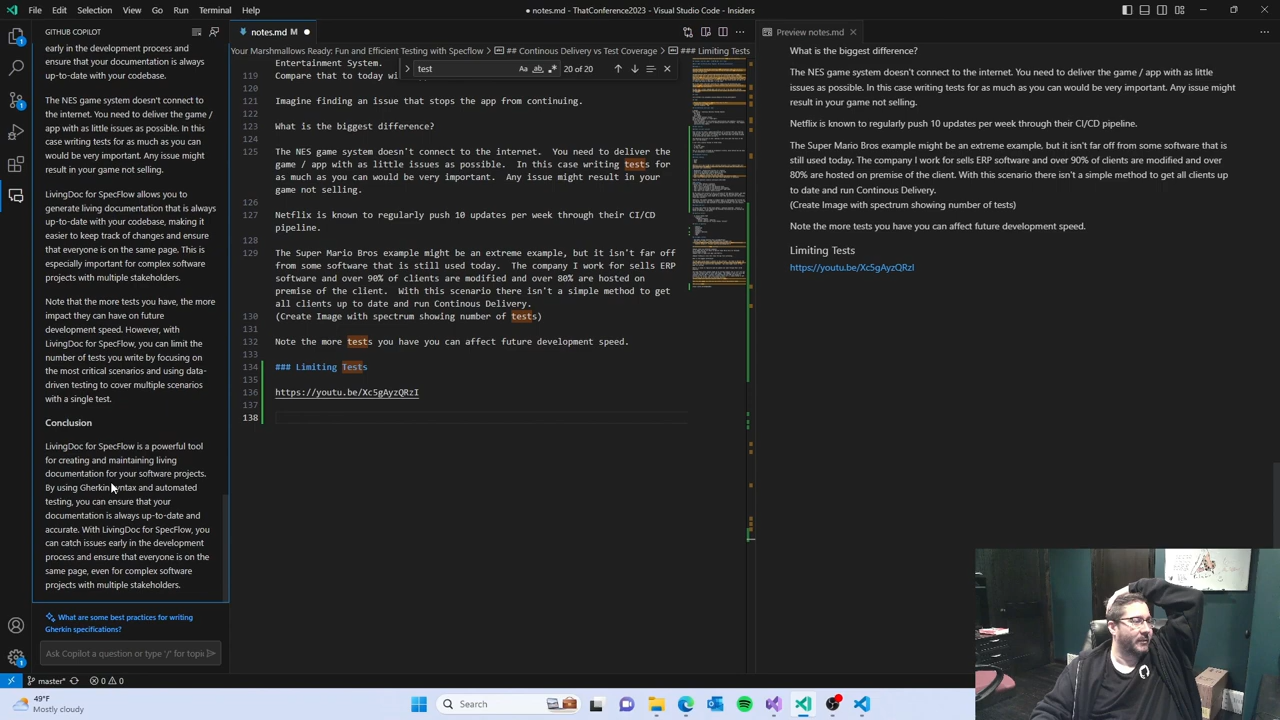 File Edit Selection View Go Run Terminal Help
notes.md - ThatConference2023 - Visual Studio Code - Insiders
GITHUB COPILOT
early in the development process and
ensure that your documentation is
always up-to-date
The NES game system doesn't connect to
the internet. You need to deliver the game /
app with as little issues as possible. In this
case writing tests for as much as you can
would be very important. Any issue might
result in your game not selling.
LivingDoc for SpecFlow allows you to
generate living documentation that is always
up-to-date with your codebase, making it
easier to keep track of changes and ensure
that everyone is on the same page. This is
especially important for complex software
projects with multiple stakeholders.
Note that the more tests you have, the more
impact they can have on future
development speed. However, with
LivingDoc for SpecFlow, you can limit the
number of tests you write by focusing on
the most critical scenarios and using data-
driven testing to cover multiple scenarios
with a single test.
Conclusion
LivingDoc for SpecFlow is a powerful tool
for creating and maintaining living
documentation for your software projects.
By using Gherkin syntax and automated
testing, you can ensure that your
documentation is always up-to-date and
accurate. With LivingDoc for SpecFlow, you
can catch issues early in the development
process and ensure that everyone is on the
same page, even for complex software
projects with multiple stakeholders.
What are some best practices for writing
Gherkin specifications?
Ask Copilot a question or type '/' for topi
notes.md
Your Marshmallows Ready: Fun and Efficient Testing with Specflow > ## Continous Delivery vs Test Coverage > ### Limiting Tests
test
Aa ab .*
20 of 20
Entertainment System.
119 Compare that to
120
121 Imagine finding an issue that stops the app from continuing.
122
123 What is the biggest difference?
124
125 The NES game system doesn't connect to the internet. You need to deliver the
game / app with as little issues as possible. In this case writing tests for
as much as you can would be very important. Any issue might result in your
game not selling.
126
127 Netflix is known to regularly push 10 updates per week through their CI/CD
pipeline.
128
129 The Super Mario Bros example might be an extreme example, but it isn't far off
from some software that is still used today. The company I work for sells ERP
software and over 90% of clients are modified and over 80% are hosted on
premise of the client. With this scenario there isn't a simple method to get
all clients up to date and run Continous Delivery.
130 (Create Image with spectrum showing number of tests)
131
132 Note the more tests you have you can affect future development speed.
133
134 ### Limiting Tests
135
136 https://youtu.be/Xc5gAyzQRzI
137
138
Preview notes.md
What is the biggest difference?
The NES game system doesn't connect to the internet. You need to deliver the game / app with as little
issues as possible. In this case writing tests for as much as you can would be very important. Any issue might
result in your game not selling.
Netflix is known to regularly push 10 updates per week through their CI/CD pipeline.
The Super Mario Bros example might be an extreme example, but it isn't far off from some software that is
still used today. The company I work for sells ERP software and over 90% of clients are modified and over
80% are hosted on premise of the client. With this scenario there isn't a simple method to get all clients up
to date and run Continous Delivery.
(Create Image with spectrum showing number of tests)
Note the more tests you have you can affect future development speed.
Limiting Tests
https://youtu.be/Xc5gAyzQRzI
master* 0 0
49°F
Mostly cloudy
Search